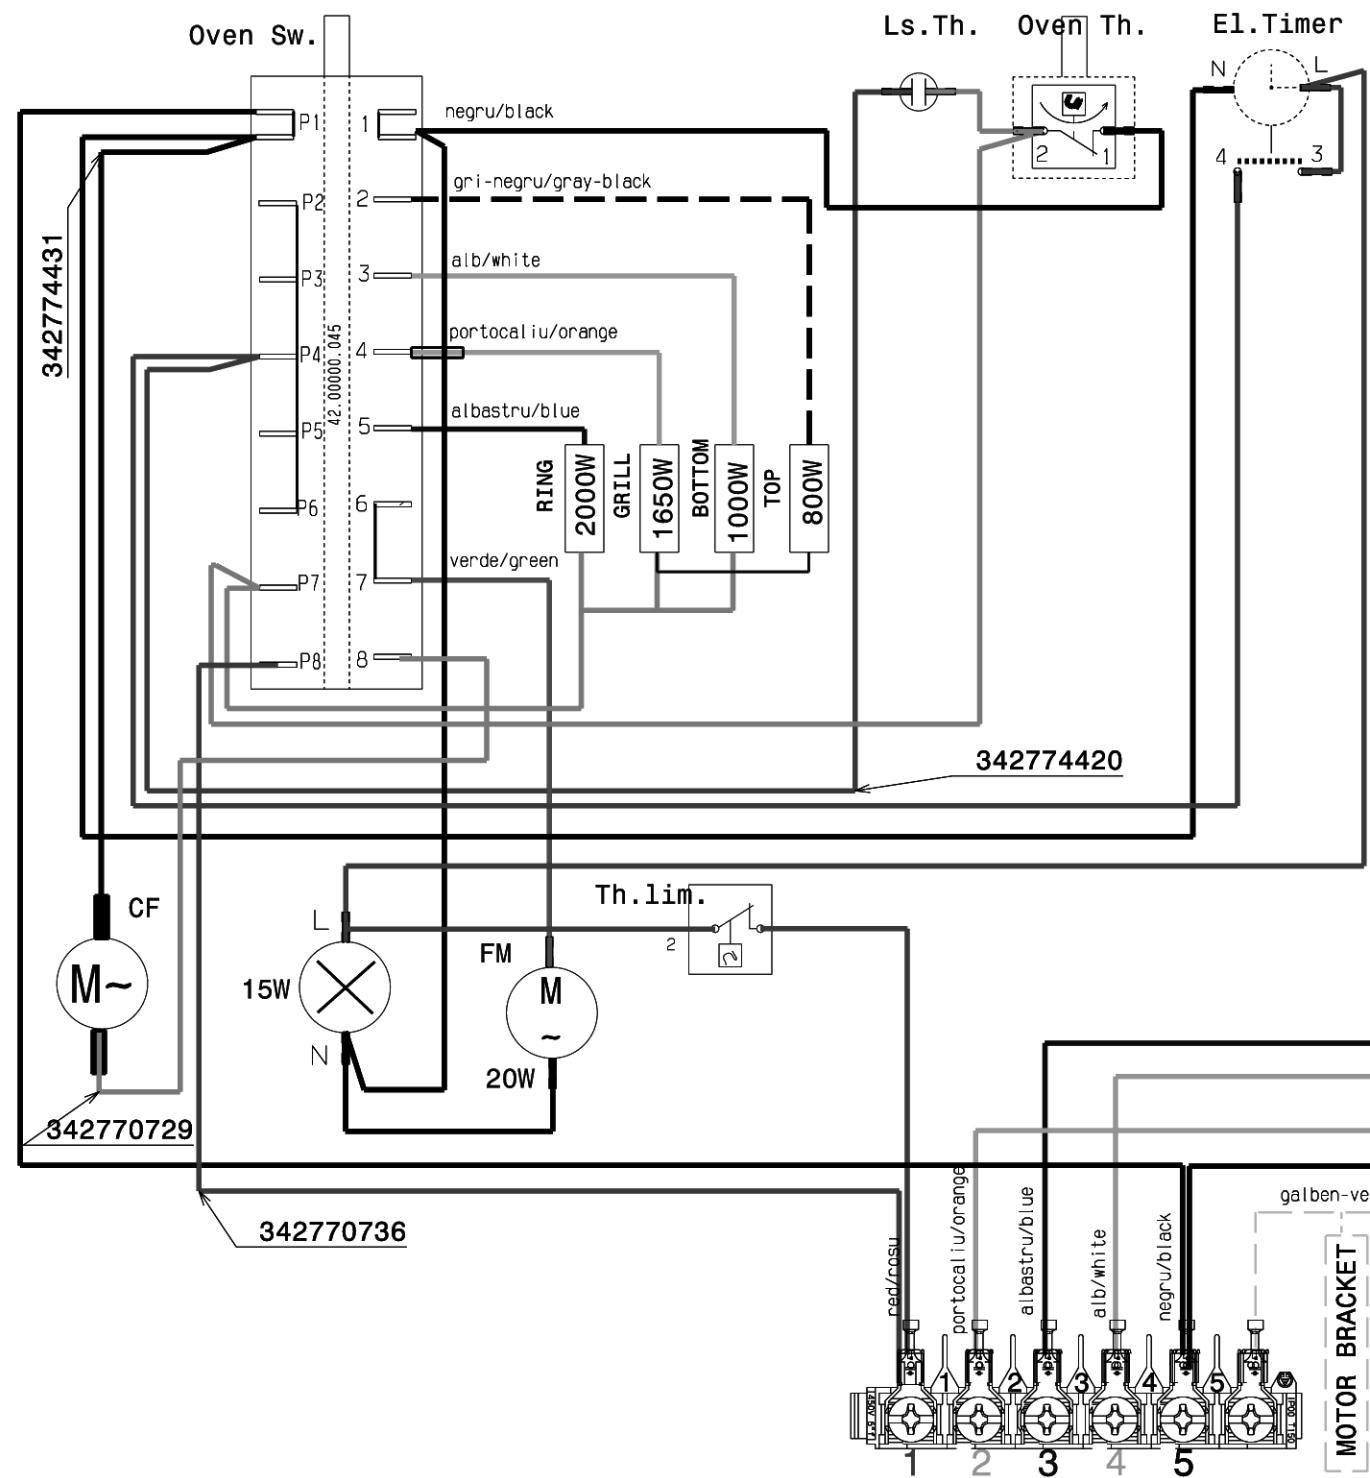 Oven Sw.
Ls.Th.
Oven Th.
El.Timer
N
L
P1
1
negru/black
2
1
4
3
P2
2
gri-negru/gray-black
342774431
P3
3
alb/white
42.00000.045
P4
4
portocaliu/orange
P5
5
albastru/blue
RING
2000W
GRILL
1650W
BOTTOM
1000W
TOP
800W
P6
6
P7
7
verde/green
P8
8
342774420
CF
M~
L
15W
N
Th.lim.
2
FM
M
~
20W
342770729
342770736
red/rosu
portocaliu/orange
albastru/blue
alb/white
negru/black
galben-ve
MOTOR BRACKET
1
2
3
4
5
1
2
3
4
5